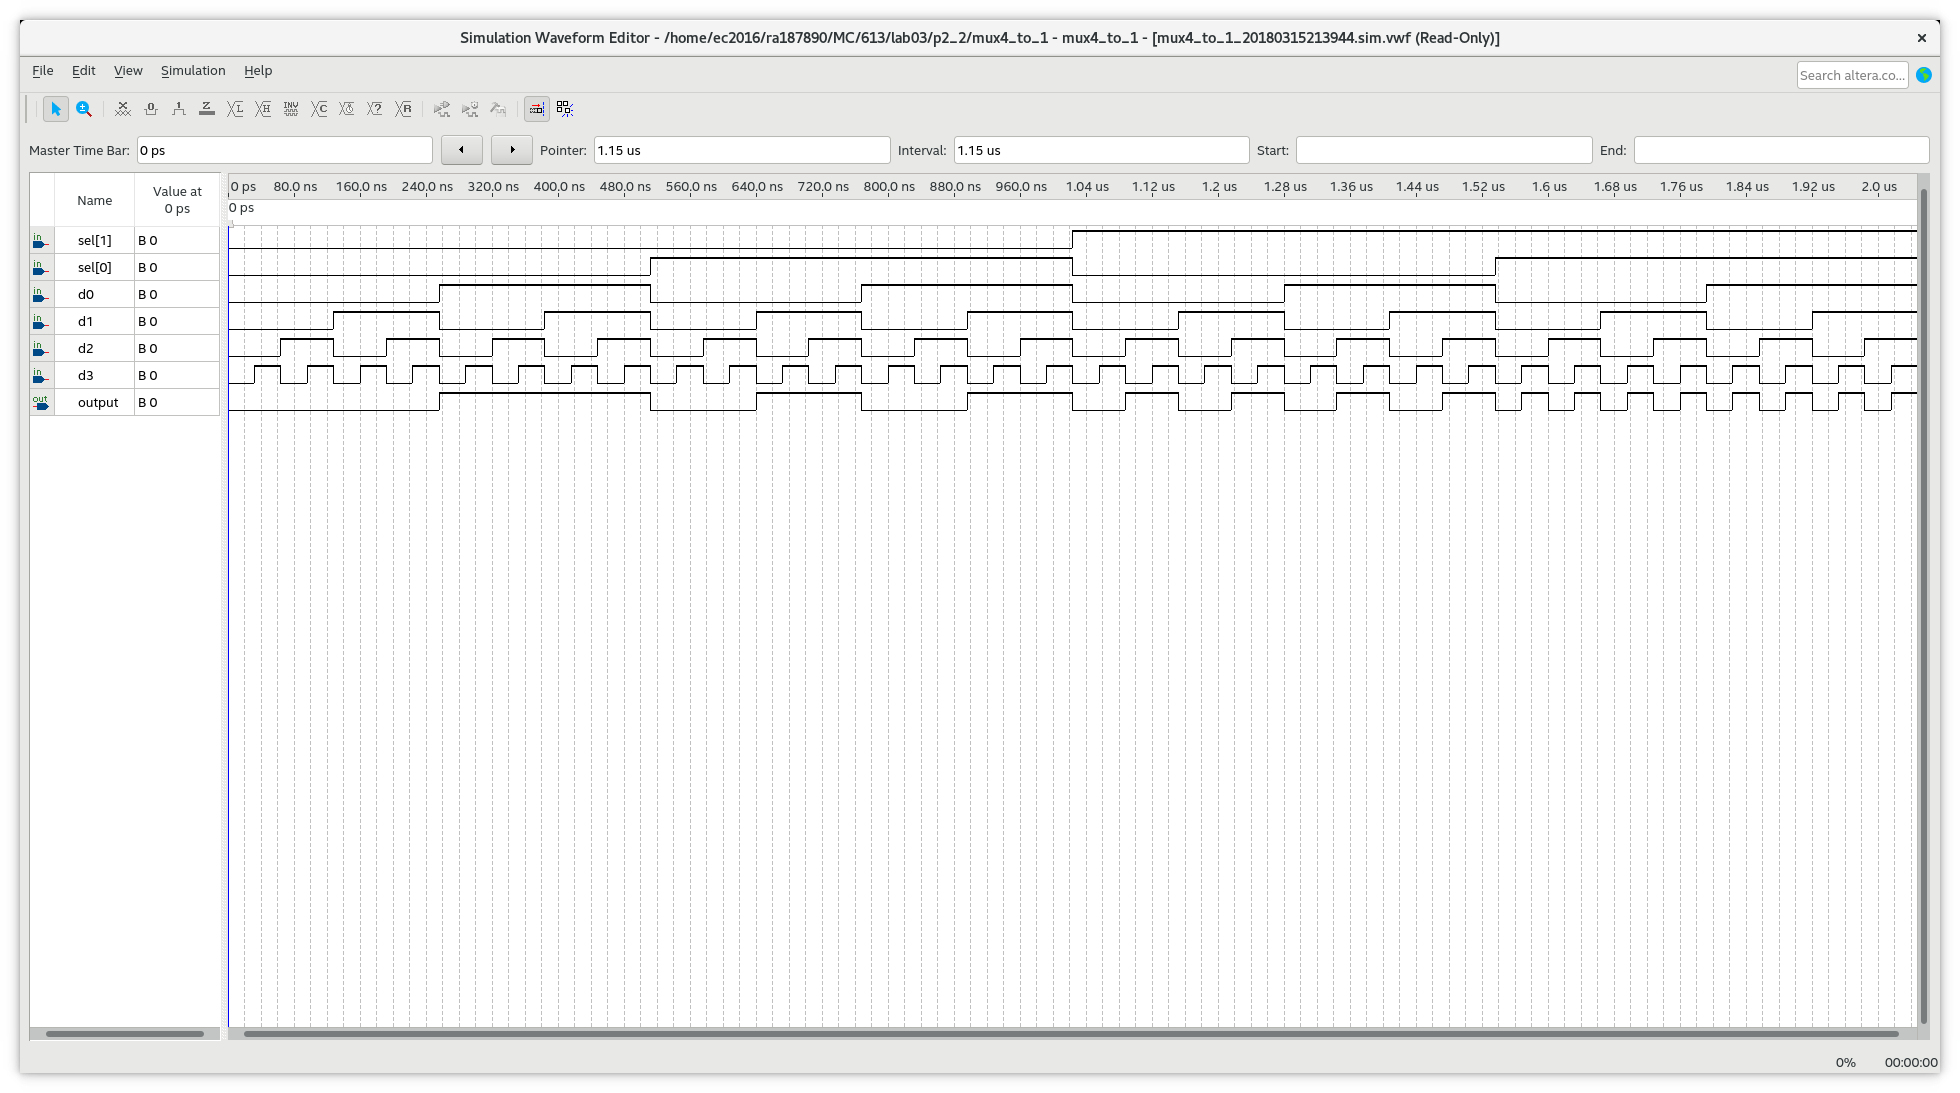 Simulation Waveform Editor - /home/ec2016/ra187890/MC/613/lab03/p2_2/mux4_to_1 - mux4_to_1 - [mux4_to_1_20180315213944.sim.vwf (Read-Only)]
File Edit View Simulation Help
Search altera.co...
Master Time Bar: 0 ps Pointer: 1.15 us Interval: 1.15 us Start: End:
Name Value at 0 ps
0 ps 80.0 ns 160.0 ns 240.0 ns 320.0 ns 400.0 ns 480.0 ns 560.0 ns 640.0 ns 720.0 ns 800.0 ns 880.0 ns 960.0 ns 1.04 us 1.12 us 1.2 us 1.28 us 1.36 us 1.44 us 1.52 us 1.6 us 1.68 us 1.76 us 1.84 us 1.92 us 2.0 us
0 ps
in sel[1] B 0
in sel[0] B 0
in d0 B 0
in d1 B 0
in d2 B 0
in d3 B 0
out output B 0
0% 00:00:00